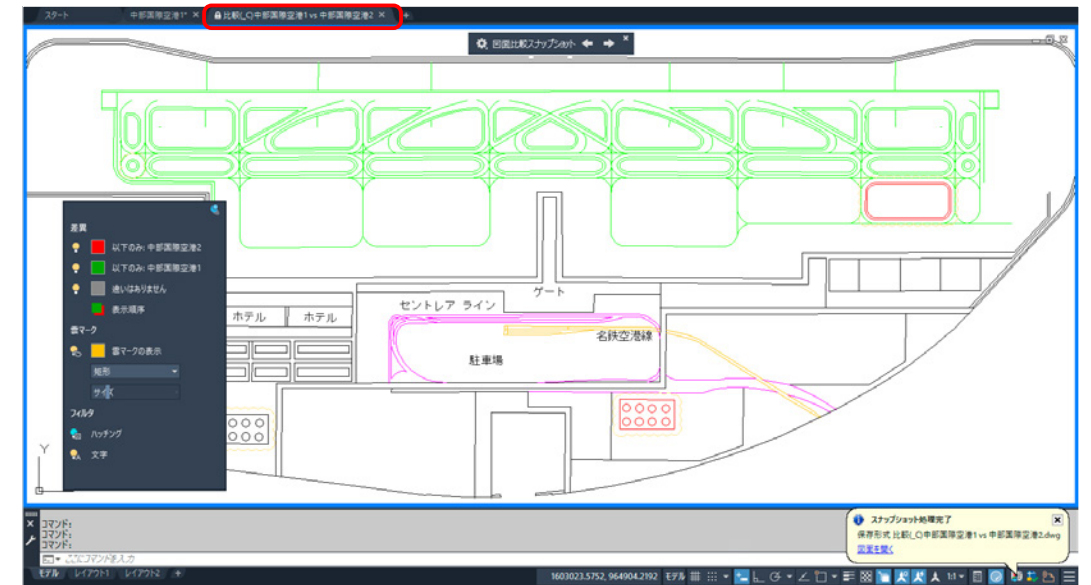 スタート 中部国際空港1* × 比較(_Q中部国際空港1 vs 中部国際空港2 × +
図面比較スナップショット
差異
以下のみ: 中部国際空港2
以下のみ: 中部国際空港1
違いはありません
表示順序
雲マーク
雲マークの表示
矩形
サイズ
フィルタ
ハッチング
文字
ホテル ホテル
セントレア ライン
ゲート
名鉄空港線
駐車場
Y
コマンド:
コマンド:
コマンド:
ここにコマンドを入力
モデル レイアウト1 レイアウト2 +
スナップショット処理完了
保存形式 比較(_Q中部国際空港1 vs 中部国際空港2.dwg
図面を開く
1603023.5752, 964904.2192 モデル 1:1